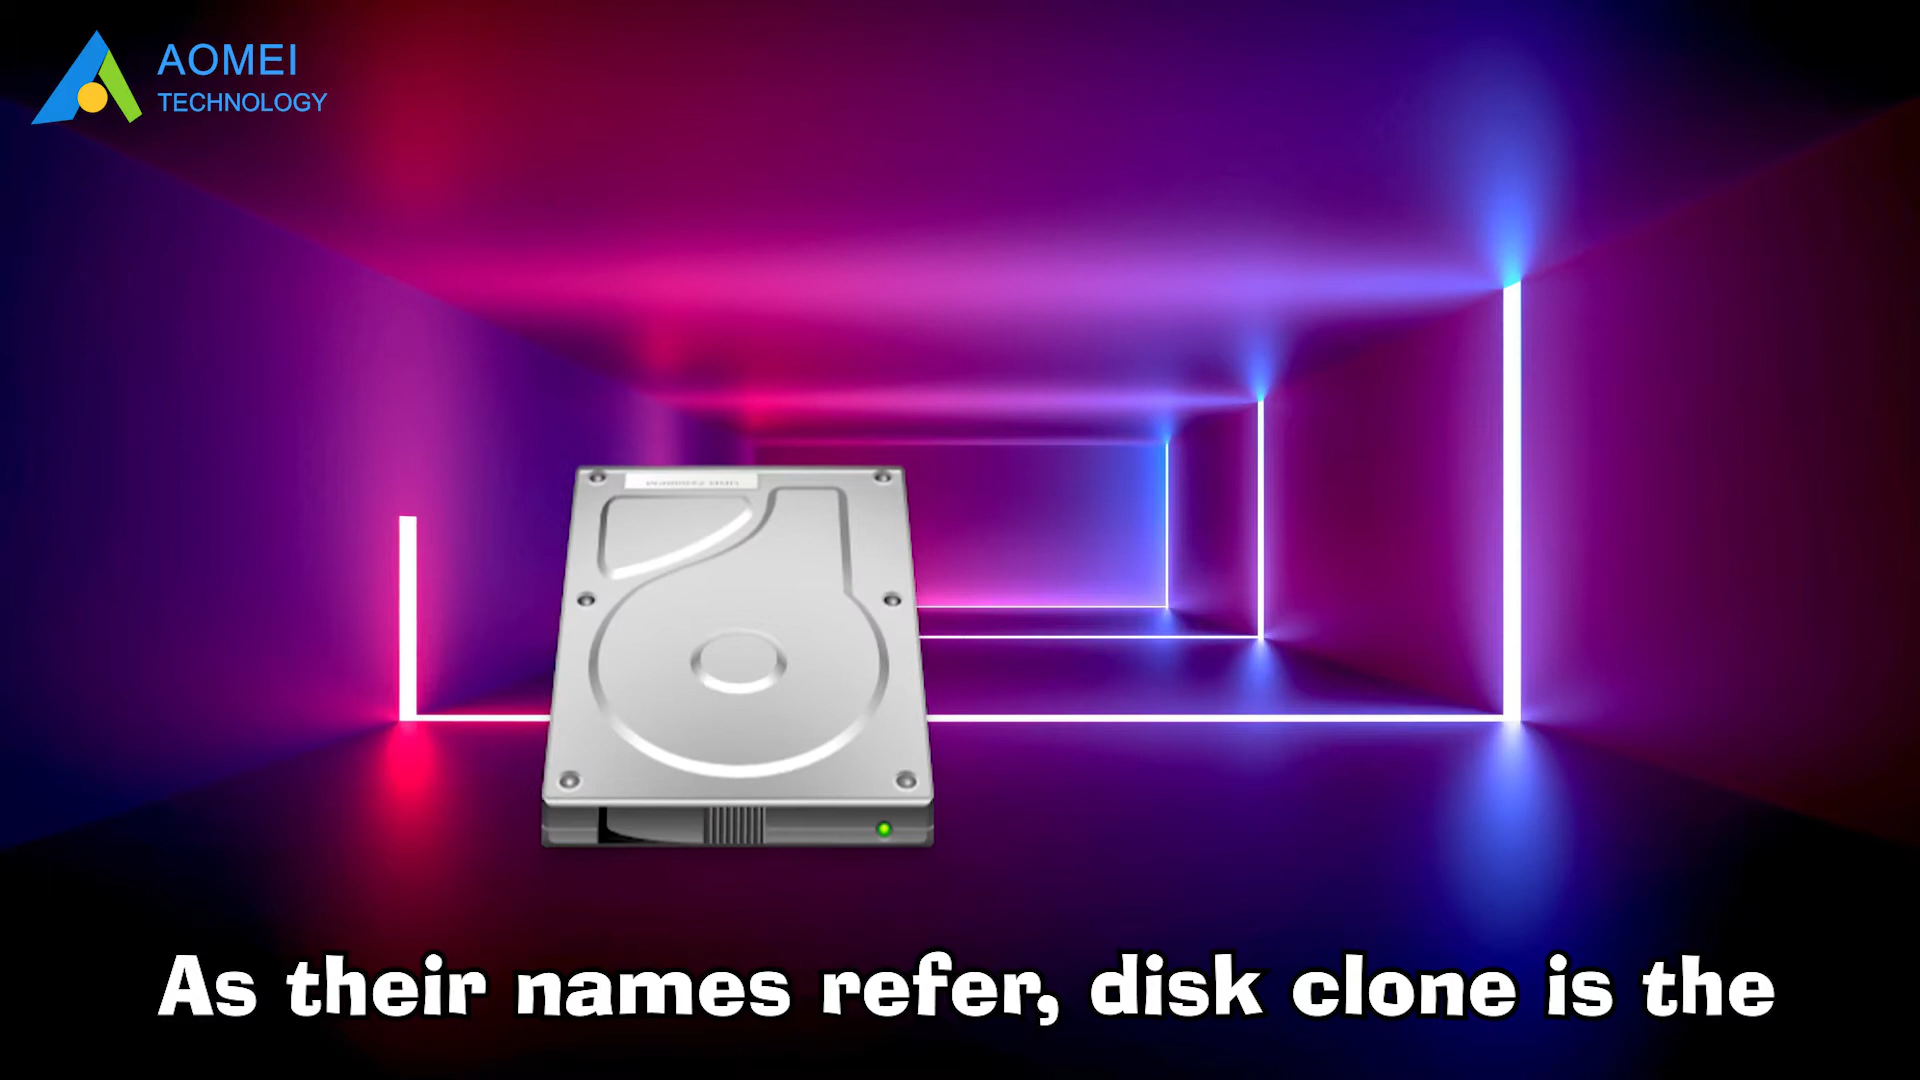 AOMEI
TECHNOLOGY
As their names refer, disk clone is the